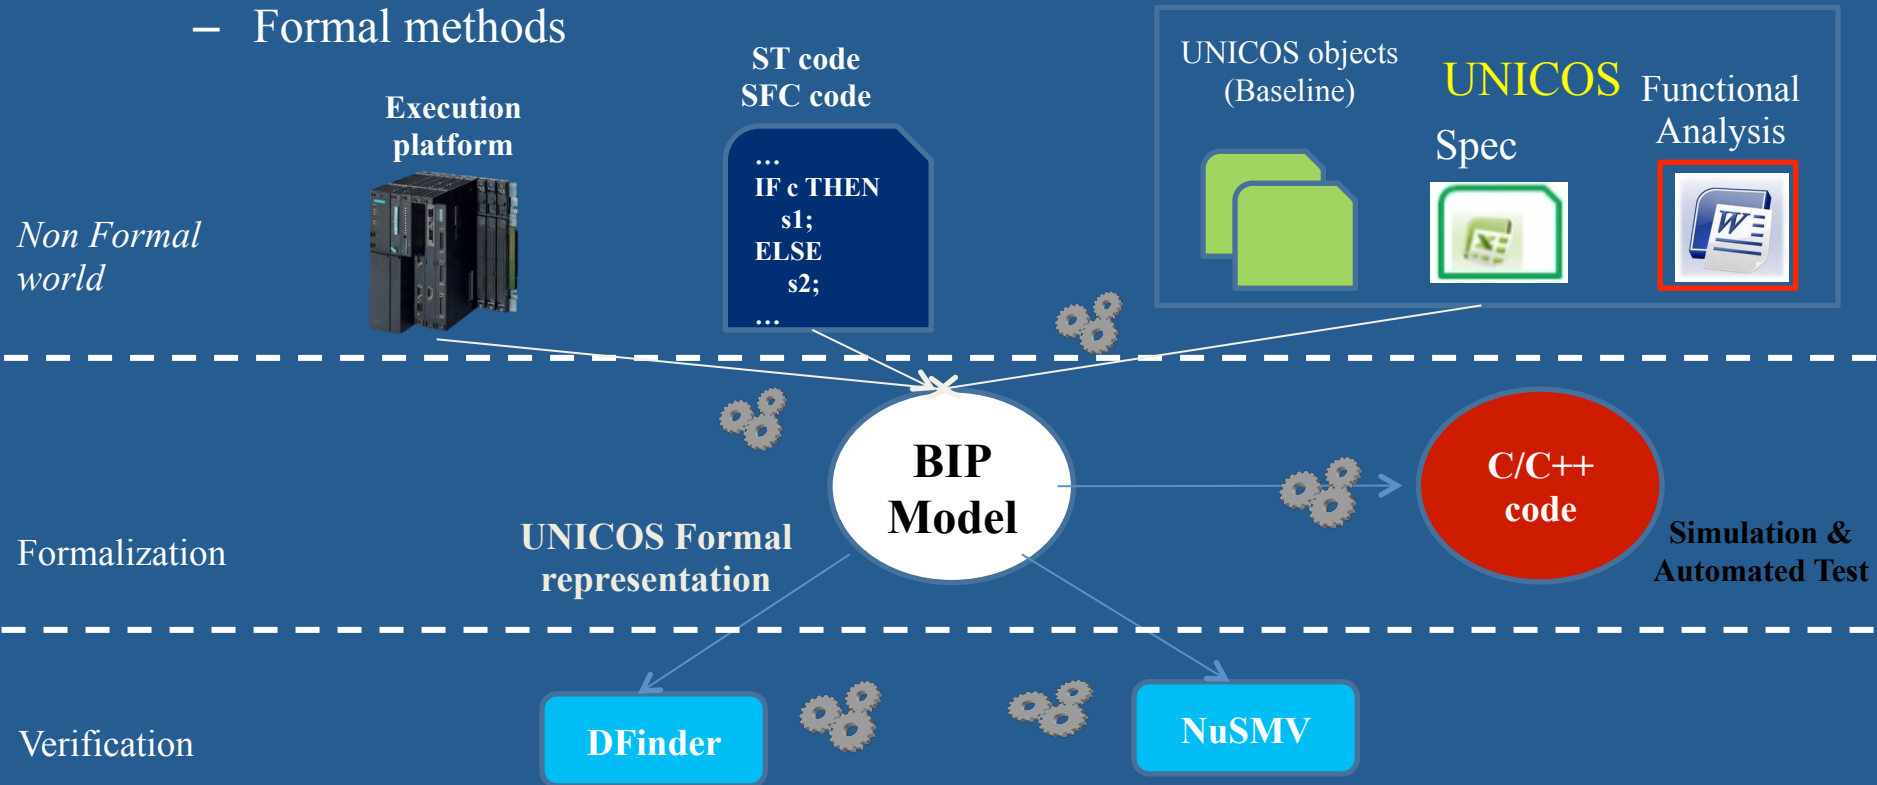 – Formal methods
Execution
platform
ST code
SFC code
…
IF c THEN
s1;
ELSE
s2;
…
UNICOS objects
(Baseline)
UNICOS
Spec
Functional
Analysis
W
Non Formal
world
BIP
Model
C/C++
code
Simulation &
Automated Test
Formalization
UNICOS Formal
representation
Verification
DFinder
NuSMV